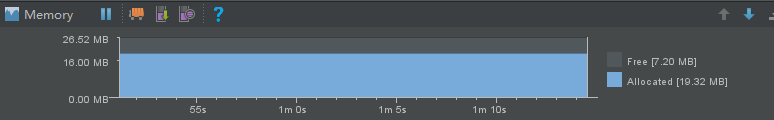 Memory ?
26.52 MB
16.00 MB
0.00 MB
Free [7.20 MB]
Allocated [19.32 MB]
55s 1m 0s 1m 5s 1m 10s